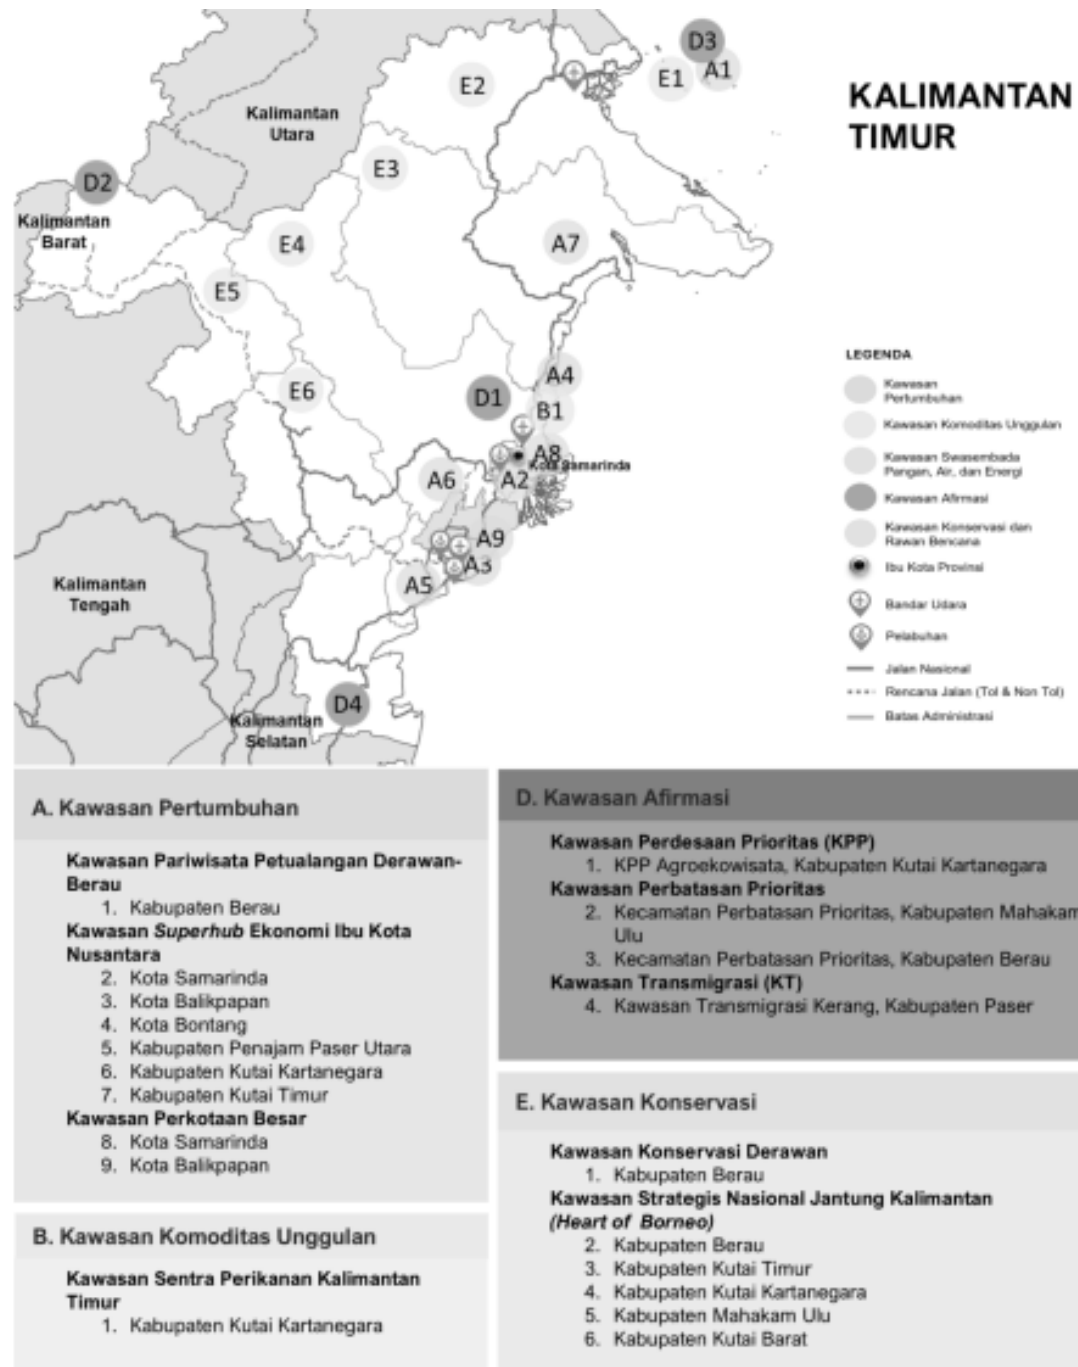 KALIMANTAN
TIMUR
D3
A1
E1
E2
Kalimantan
Utara
E3
D2
Kalimantan
Barat
E4
A7
E5
A4
E6
D1
B1
A8
Kota Samarinda
A6
A2
A9
A3
A5
Kalimantan
Tengah
D4
Kalimantan
Selatan
LEGENDA
Kawasan
Pertumbuhan
Kawasan Komoditas Unggulan
Kawasan Swasembada
Pangan, Air, dan Energi
Kawasan Afirmasi
Kawasan Konservasi dan
Rawan Bencana
Ibu Kota Provinsi
Bandar Udara
Pelabuhan
Jalan Nasional
Rencana Jalan (Tol & Non Tol)
Batas Administrasi
A. Kawasan Pertumbuhan
Kawasan Pariwisata Petualangan Derawan-
Berau
1. Kabupaten Berau
Kawasan Superhub Ekonomi Ibu Kota
Nusantara
2. Kota Samarinda
3. Kota Balikpapan
4. Kota Bontang
5. Kabupaten Penajam Paser Utara
6. Kabupaten Kutai Kartanegara
7. Kabupaten Kutai Timur
Kawasan Perkotaan Besar
8. Kota Samarinda
9. Kota Balikpapan
B. Kawasan Komoditas Unggulan
Kawasan Sentra Perikanan Kalimantan
Timur
1. Kabupaten Kutai Kartanegara
D. Kawasan Afirmasi
Kawasan Perdesaan Prioritas (KPP)
1. KPP Agroekowisata, Kabupaten Kutai Kartanegara
Kawasan Perbatasan Prioritas
2. Kecamatan Perbatasan Prioritas, Kabupaten Mahakam
Ulu
3. Kecamatan Perbatasan Prioritas, Kabupaten Berau
Kawasan Transmigrasi (KT)
4. Kawasan Transmigrasi Kerang, Kabupaten Paser
E. Kawasan Konservasi
Kawasan Konservasi Derawan
1. Kabupaten Berau
Kawasan Strategis Nasional Jantung Kalimantan
(Heart of Borneo)
2. Kabupaten Berau
3. Kabupaten Kutai Timur
4. Kabupaten Kutai Kartanegara
5. Kabupaten Mahakam Ulu
6. Kabupaten Kutai Barat